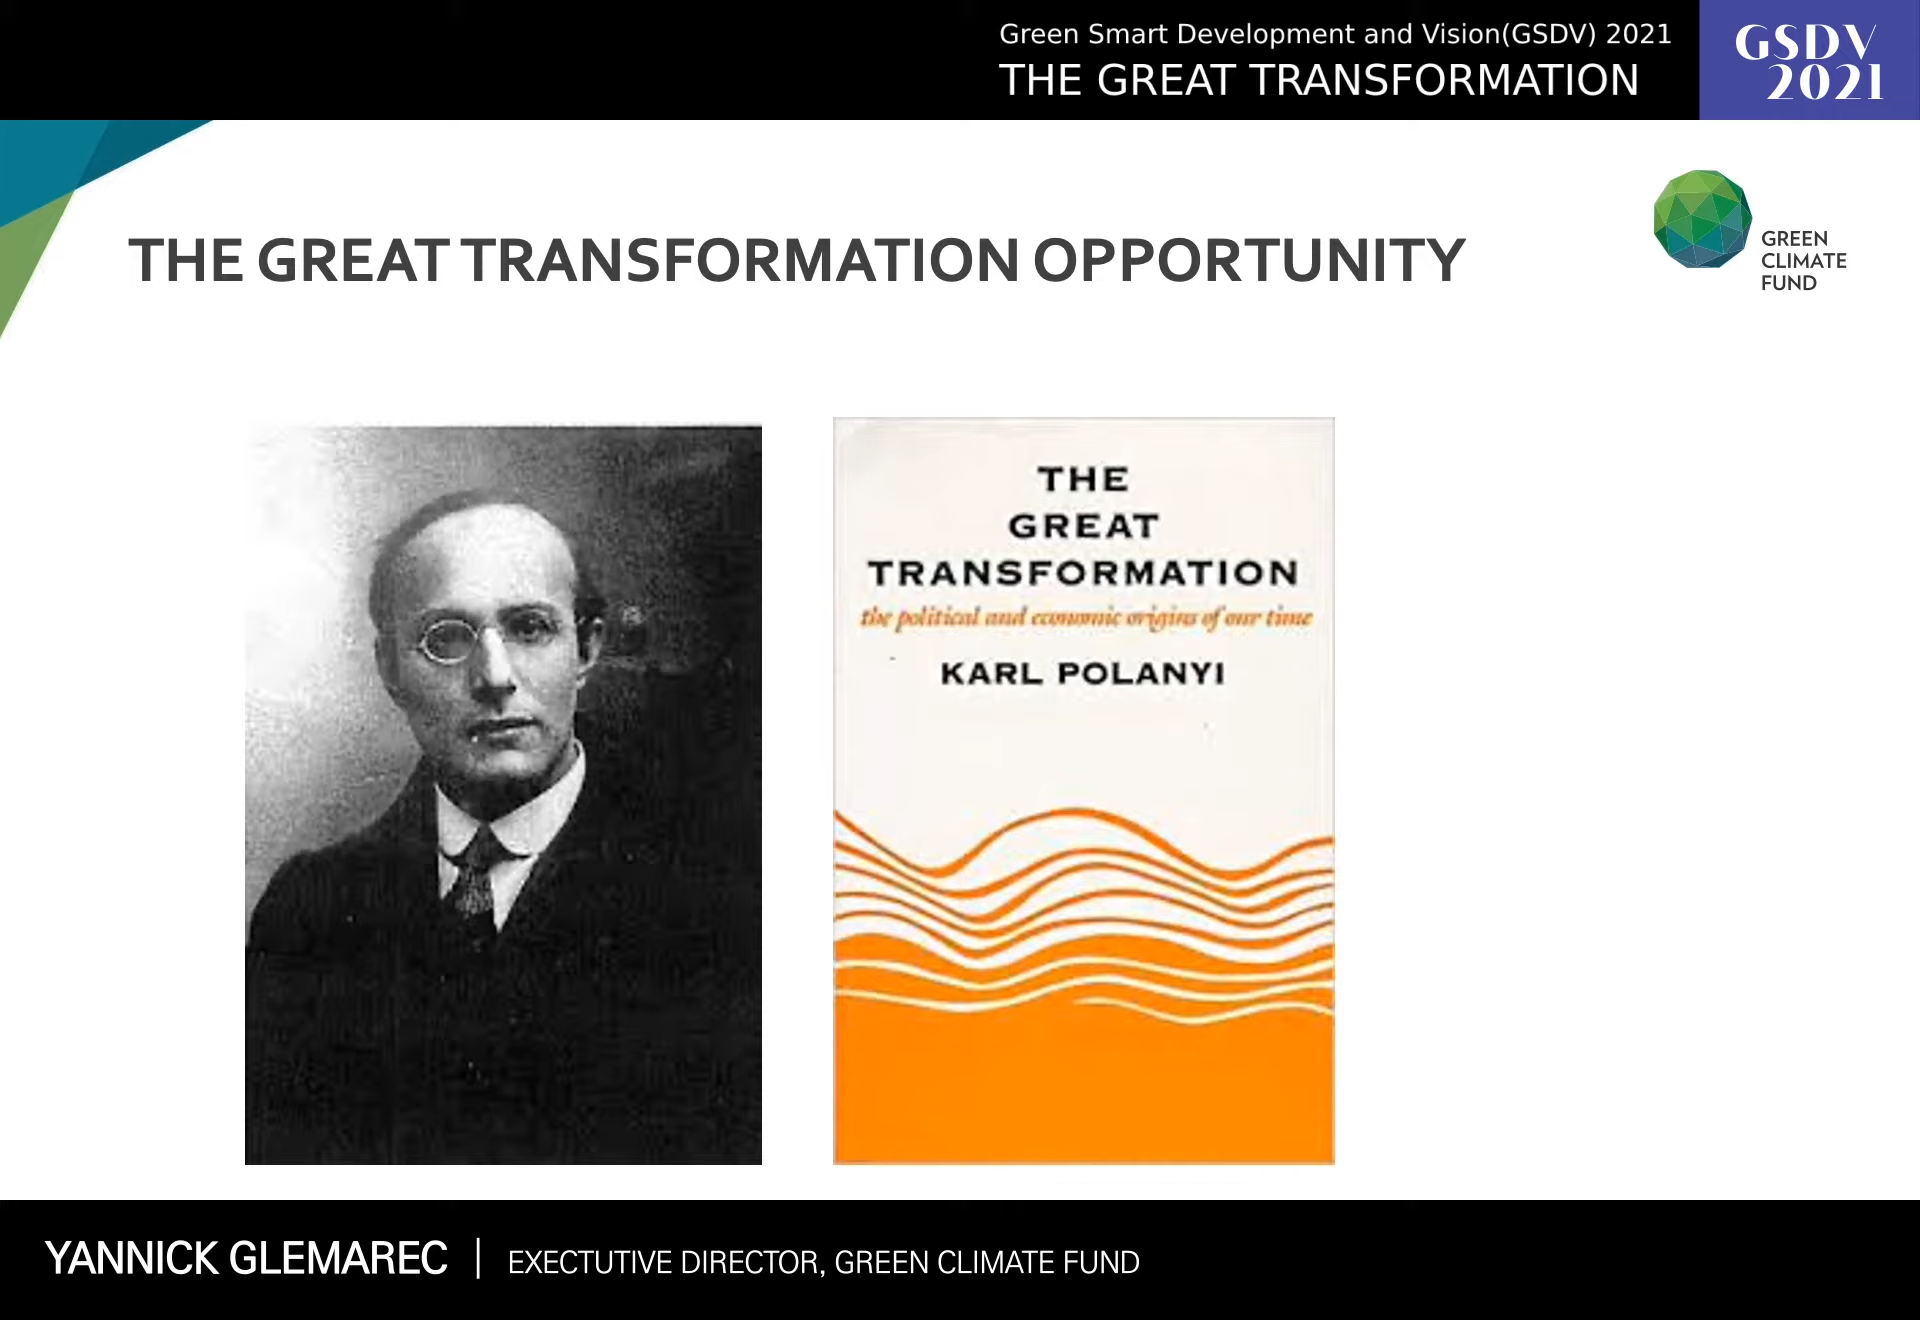 Green Smart Development and Vision(GSDV) 2021
THE GREAT TRANSFORMATION
GSDV
2021
THE GREAT TRANSFORMATION OPPORTUNITY
GREEN
CLIMATE
FUND
THE
GREAT
TRANSFORMATION
the political and economic origins of our time
KARL POLANYI
YANNICK GLEMAREC | EXECTUTIVE DIRECTOR, GREEN CLIMATE FUND